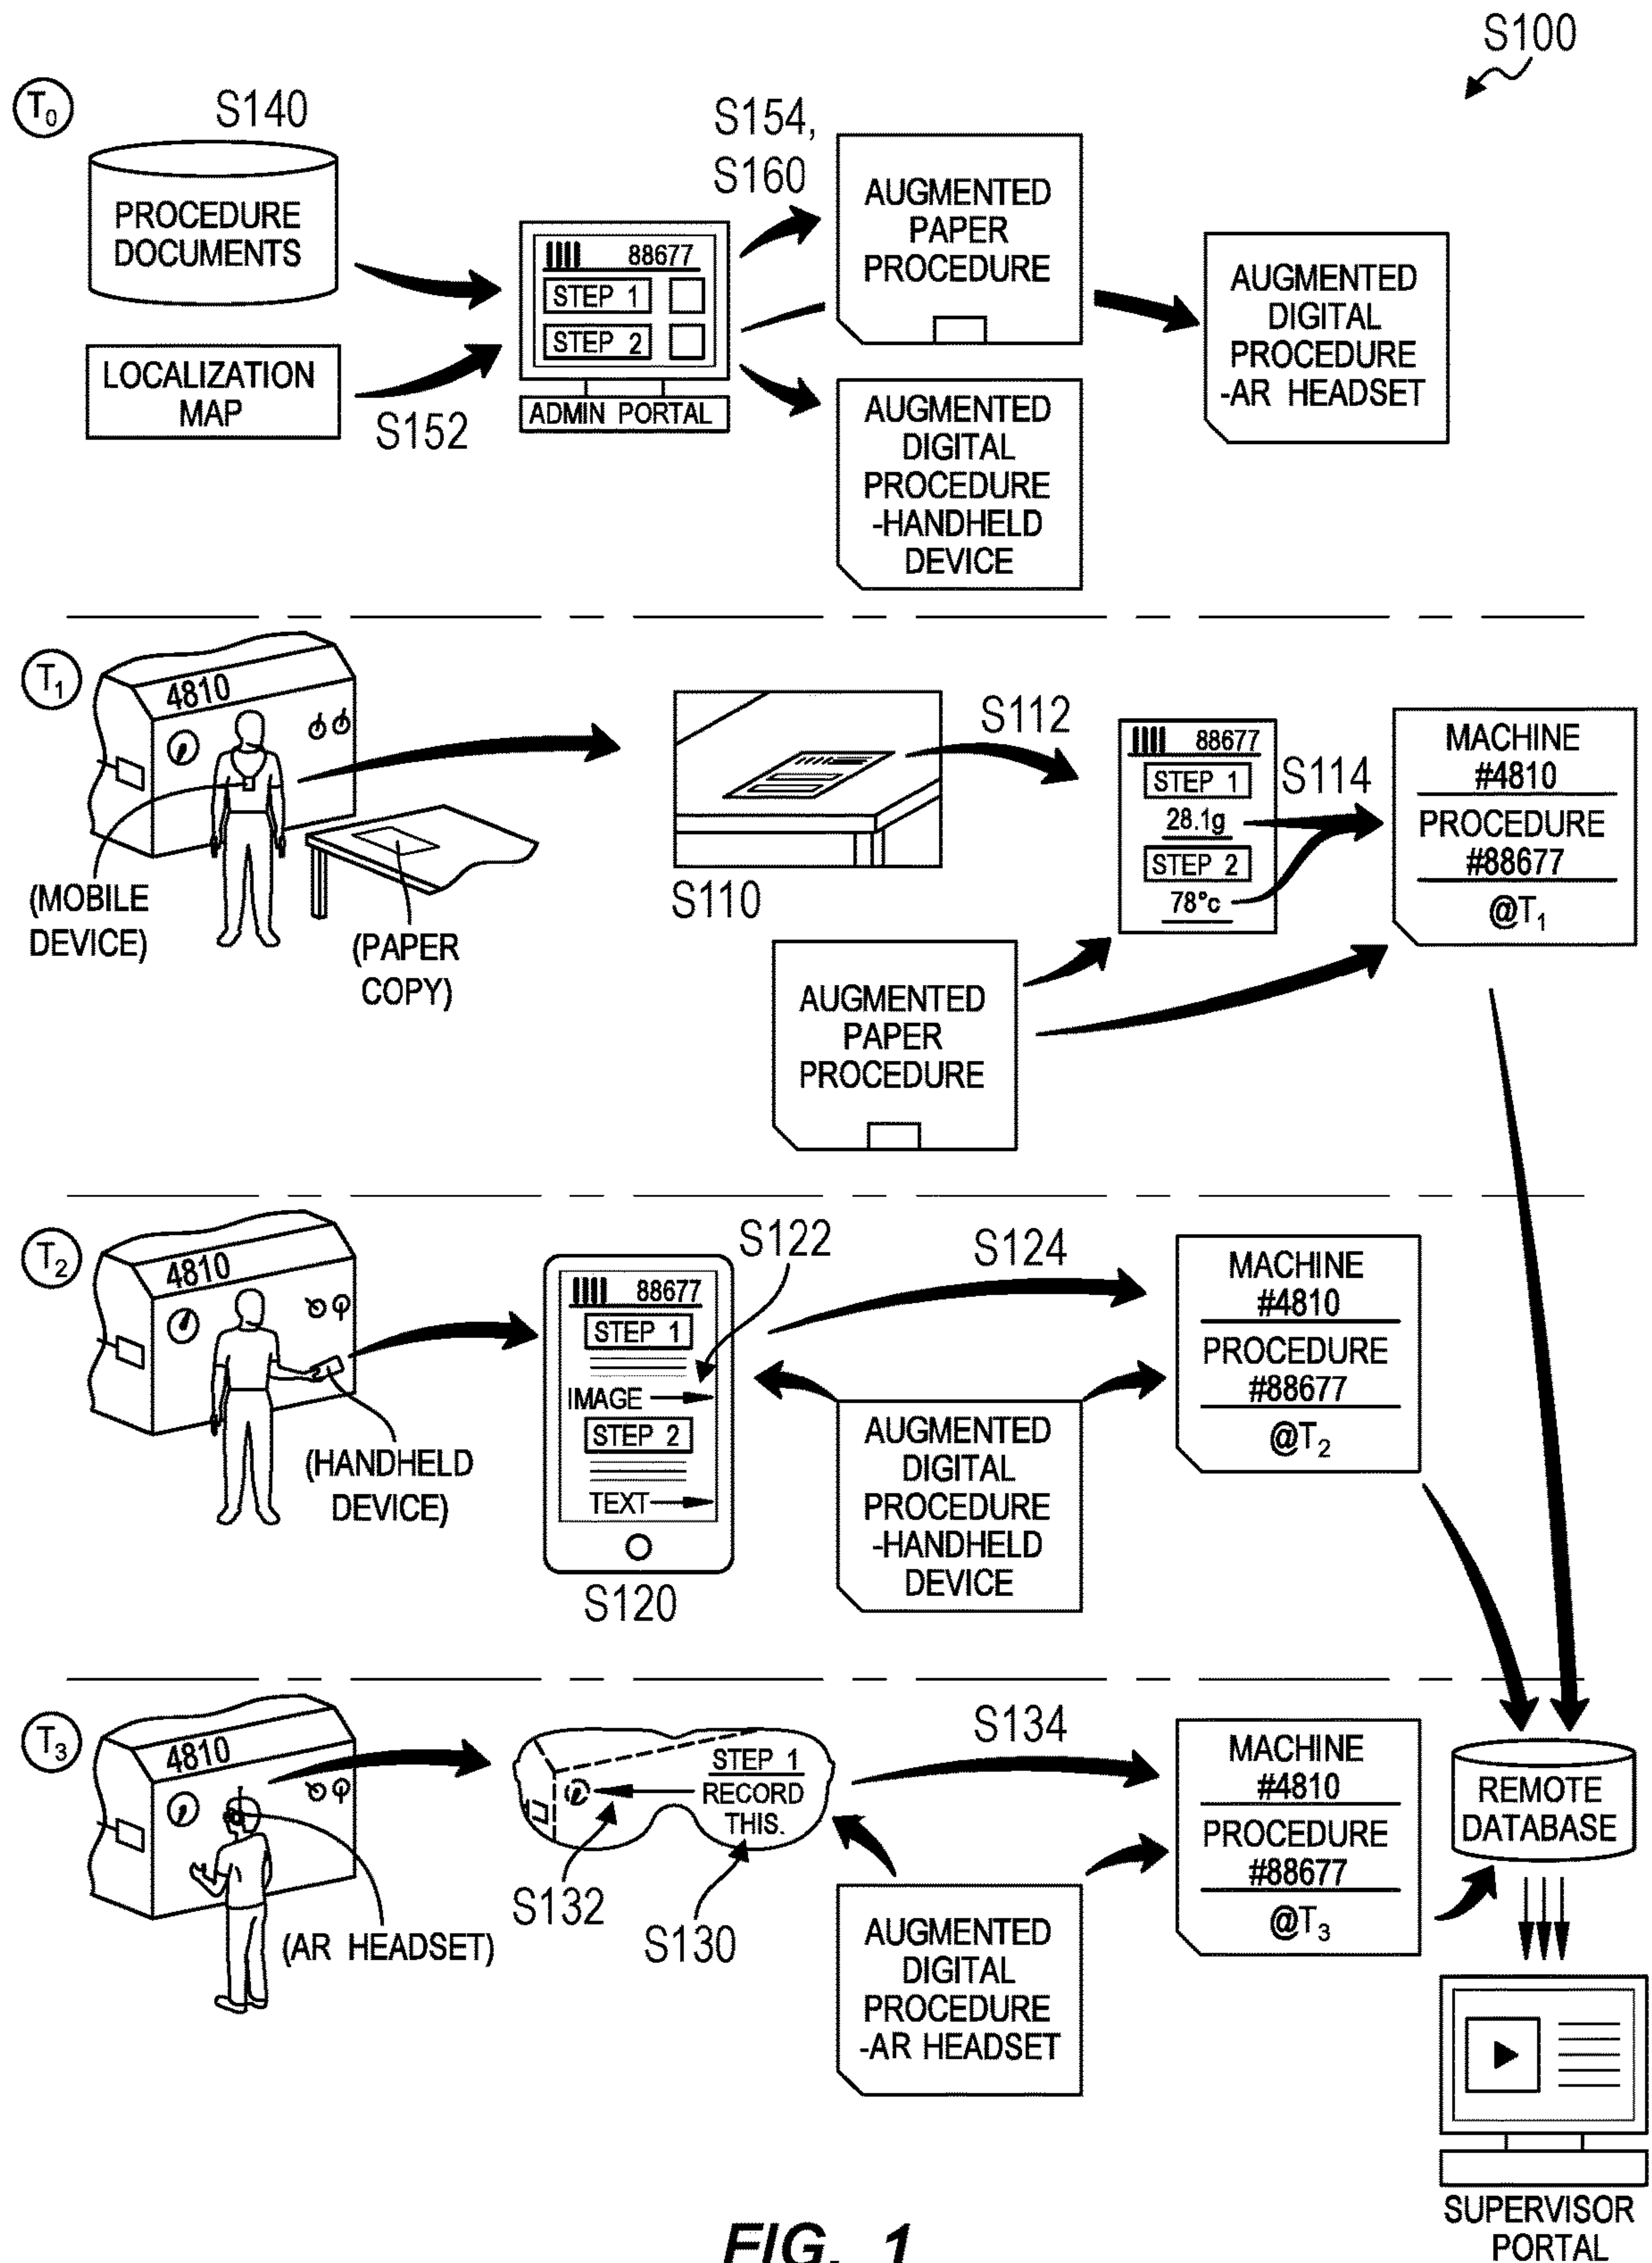 S100
T0
S140
PROCEDURE
DOCUMENTS
LOCALIZATION
MAP
S152
88677
STEP 1
STEP 2
ADMIN PORTAL
S154,
S160
AUGMENTED
PAPER
PROCEDURE
AUGMENTED
DIGITAL
PROCEDURE
-HANDHELD
DEVICE
AUGMENTED
DIGITAL
PROCEDURE
-AR HEADSET
T1
4810
(MOBILE
DEVICE)
(PAPER
COPY)
S110
S112
88677
STEP 1
28.1g
STEP 2
78°c
S114
AUGMENTED
PAPER
PROCEDURE
MACHINE
#4810
PROCEDURE
#88677
@T1
T2
4810
(HANDHELD
DEVICE)
88677
STEP 1
IMAGE
STEP 2
TEXT
S120
S122
S124
AUGMENTED
DIGITAL
PROCEDURE
-HANDHELD
DEVICE
MACHINE
#4810
PROCEDURE
#88677
@T2
T3
4810
(AR HEADSET)
STEP 1
RECORD
THIS.
S132
S130
S134
AUGMENTED
DIGITAL
PROCEDURE
-AR HEADSET
MACHINE
#4810
PROCEDURE
#88677
@T3
REMOTE
DATABASE
SUPERVISOR
PORTAL
FIG. 1